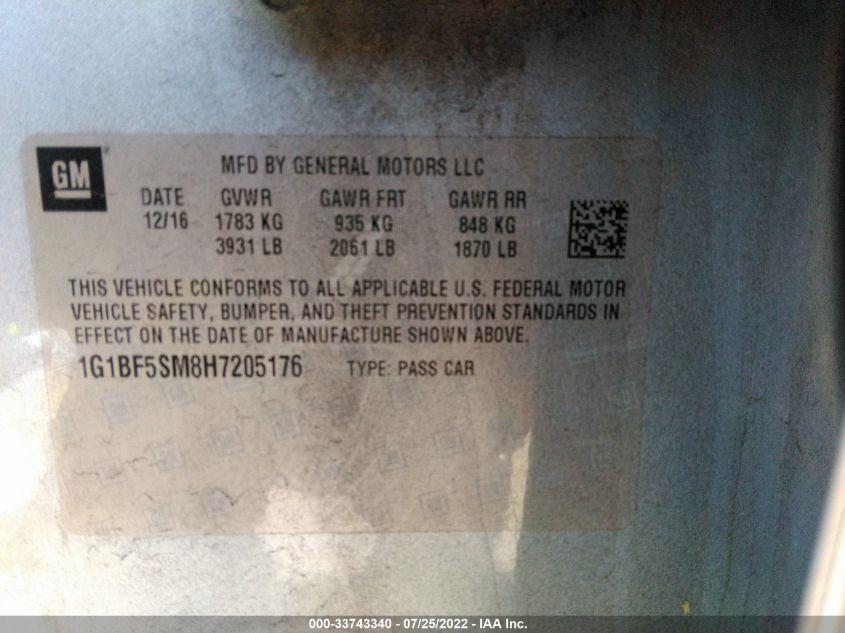 GM
MFD BY GENERAL MOTORS LLC
DATE GVWR GAWR FRT GAWR RR
12/16 1783 KG 935 KG 848 KG
3931 LB 2061 LB 1870 LB
THIS VEHICLE CONFORMS TO ALL APPLICABLE U.S. FEDERAL MOTOR
VEHICLE SAFETY, BUMPER, AND THEFT PREVENTION STANDARDS IN
EFFECT ON THE DATE OF MANUFACTURE SHOWN ABOVE.
1G1BF5SM8H7205176 TYPE: PASS CAR
000-33743340 - 07/25/2022 - IAA Inc.